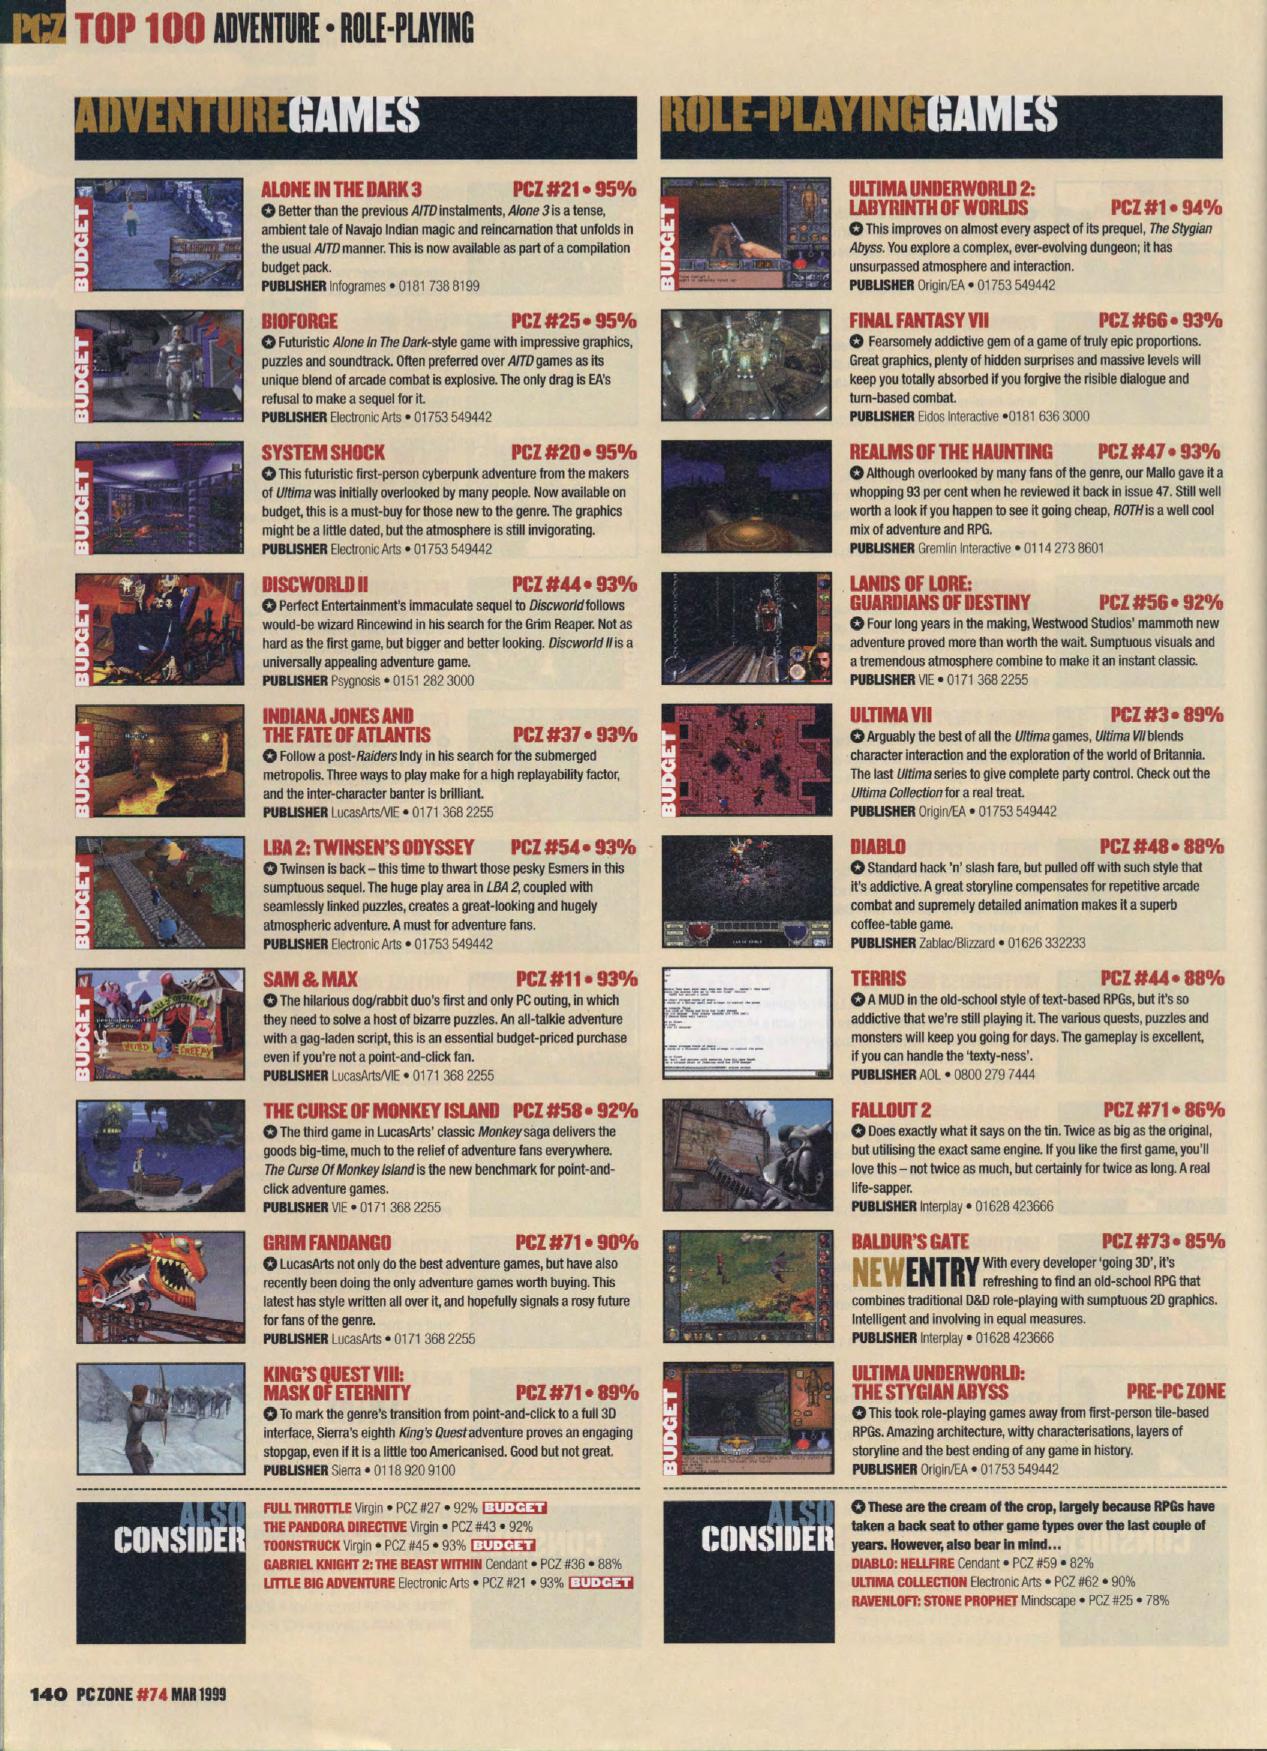 PCZ TOP 100 ADVENTURE • ROLE-PLAYING
ADVENTUREGAMES
BUDGET
ALONE IN THE DARK 3 PCZ #21 • 95%
Better than the previous AITD instalments, Alone 3 is a tense,
ambient tale of Navajo Indian magic and reincarnation that unfolds in
the usual AITD manner. This is now available as part of a compilation
budget pack.
PUBLISHER Infogrames • 0181 738 8199
BUDGET
BIOFORGE PCZ #25 • 95%
Futuristic Alone In The Dark-style game with impressive graphics,
puzzles and soundtrack. Often preferred over AITD games as its
unique blend of arcade combat is explosive. The only drag is EA's
refusal to make a sequel for it.
PUBLISHER Electronic Arts • 01753 549442
BUDGET
SYSTEM SHOCK PCZ #20 • 95%
This futuristic first-person cyberpunk adventure from the makers
of Ultima was initially overlooked by many people. Now available on
budget, this is a must-buy for those new to the genre. The graphics
might be a little dated, but the atmosphere is still invigorating.
PUBLISHER Electronic Arts • 01753 549442
BUDGET
DISCWORLD II PCZ #44 • 93%
Perfect Entertainment's immaculate sequel to Discworld follows
would-be wizard Rincewind in his search for the Grim Reaper. Not as
hard as the first game, but bigger and better looking. Discworld II is a
universally appealing adventure game.
PUBLISHER Psygnosis • 0151 282 3000
BUDGET
INDIANA JONES AND
THE FATE OF ATLANTIS PCZ #37 • 93%
Follow a post-Raiders Indy in his search for the submerged
metropolis. Three ways to play make for a high replayability factor,
and the inter-character banter is brilliant.
PUBLISHER LucasArts/VIE • 0171 368 2255
BUDGET
LBA 2: TWINSEN'S ODYSSEY PCZ #54 • 93%
Twinsen is back – this time to thwart those pesky Esmers in this
sumptuous sequel. The huge play area in LBA 2, coupled with
seamlessly linked puzzles, creates a great-looking and hugely
atmospheric adventure. A must for adventure fans.
PUBLISHER Electronic Arts • 01753 549442
BUDGET
SAM & MAX PCZ #11 • 93%
The hilarious dog/rabbit duo's first and only PC outing, in which
they need to solve a host of bizarre puzzles. An all-talkie adventure
with a gag-laden script, this is an essential budget-priced purchase
even if you're not a point-and-click fan.
PUBLISHER LucasArts/VIE • 0171 368 2255
THE CURSE OF MONKEY ISLAND PCZ #58 • 92%
The third game in LucasArts' classic Monkey saga delivers the
goods big-time, much to the relief of adventure fans everywhere.
The Curse Of Monkey Island is the new benchmark for point-and-
click adventure games.
PUBLISHER VIE • 0171 368 2255
GRIM FANDANGO PCZ #71 • 90%
LucasArts not only do the best adventure games, but have also
recently been doing the only adventure games worth buying. This
latest has style written all over it, and hopefully signals a rosy future
for fans of the genre.
PUBLISHER LucasArts • 0171 368 2255
KING'S QUEST VIII:
MASK OF ETERNITY PCZ #71 • 89%
To mark the genre's transition from point-and-click to a full 3D
interface, Sierra's eighth King's Quest adventure proves an engaging
stopgap, even if it is a little too Americanised. Good but not great.
PUBLISHER Sierra • 0118 920 9100
ALSO
CONSIDER
FULL THROTTLE Virgin • PCZ #27 • 92% BUDGET
THE PANDORA DIRECTIVE Virgin • PCZ #43 • 92%
TOONSTRUCK Virgin • PCZ #45 • 93% BUDGET
GABRIEL KNIGHT 2: THE BEAST WITHIN Cendant • PCZ #36 • 88%
LITTLE BIG ADVENTURE Electronic Arts • PCZ #21 • 93% BUDGET
ROLE-PLAYINGGAMES
BUDGET
ULTIMA UNDERWORLD 2:
LABYRINTH OF WORLDS PCZ #1 • 94%
This improves on almost every aspect of its prequel, The Stygian
Abyss. You explore a complex, ever-evolving dungeon; it has
unsurpassed atmosphere and interaction.
PUBLISHER Origin/EA • 01753 549442
FINAL FANTASY VII PCZ #66 • 93%
Fearsomely addictive gem of a game of truly epic proportions.
Great graphics, plenty of hidden surprises and massive levels will
keep you totally absorbed if you forgive the risible dialogue and
turn-based combat.
PUBLISHER Eidos Interactive •0181 636 3000
REALMS OF THE HAUNTING PCZ #47 • 93%
Although overlooked by many fans of the genre, our Mallo gave it a
whopping 93 per cent when he reviewed it back in issue 47. Still well
worth a look if you happen to see it going cheap, ROTH is a well cool
mix of adventure and RPG.
PUBLISHER Gremlin Interactive • 0114 273 8601
LANDS OF LORE:
GUARDIANS OF DESTINY PCZ #56 • 92%
Four long years in the making, Westwood Studios' mammoth new
adventure proved more than worth the wait. Sumptuous visuals and
a tremendous atmosphere combine to make it an instant classic.
PUBLISHER VIE • 0171 368 2255
BUDGET
ULTIMA VII PCZ #3 • 89%
Arguably the best of all the Ultima games, Ultima VII blends
character interaction and the exploration of the world of Britannia.
The last Ultima series to give complete party control. Check out the
Ultima Collection for a real treat.
PUBLISHER Origin/EA • 01753 549442
DIABLO PCZ #48 • 88%
Standard hack 'n' slash fare, but pulled off with such style that
it's addictive. A great storyline compensates for repetitive arcade
combat and supremely detailed animation makes it a superb
coffee-table game.
PUBLISHER Zablac/Blizzard • 01626 332233
TERRIS PCZ #44 • 88%
A MUD in the old-school style of text-based RPGs, but it's so
addictive that we're still playing it. The various quests, puzzles and
monsters will keep you going for days. The gameplay is excellent,
if you can handle the 'texty-ness'.
PUBLISHER AOL • 0800 279 7444
FALLOUT 2 PCZ #71 • 86%
Does exactly what it says on the tin. Twice as big as the original,
but utilising the exact same engine. If you like the first game, you'll
love this – not twice as much, but certainly for twice as long. A real
life-sapper.
PUBLISHER Interplay • 01628 423666
BALDUR'S GATE PCZ #73 • 85%
NEWENTRY With every developer 'going 3D', it's
refreshing to find an old-school RPG that
combines traditional D&D role-playing with sumptuous 2D graphics.
Intelligent and involving in equal measures.
PUBLISHER Interplay • 01628 423666
BUDGET
ULTIMA UNDERWORLD:
THE STYGIAN ABYSS PRE-PC ZONE
This took role-playing games away from first-person tile-based
RPGs. Amazing architecture, witty characterisations, layers of
storyline and the best ending of any game in history.
PUBLISHER Origin/EA • 01753 549442
ALSO
CONSIDER
These are the cream of the crop, largely because RPGs have
taken a back seat to other game types over the last couple of
years. However, also bear in mind...
DIABLO: HELLFIRE Cendant • PCZ #59 • 82%
ULTIMA COLLECTION Electronic Arts • PCZ #62 • 90%
RAVENLOFT: STONE PROPHET Mindscape • PCZ #25 • 78%
140 PC ZONE #74 MAR 1999